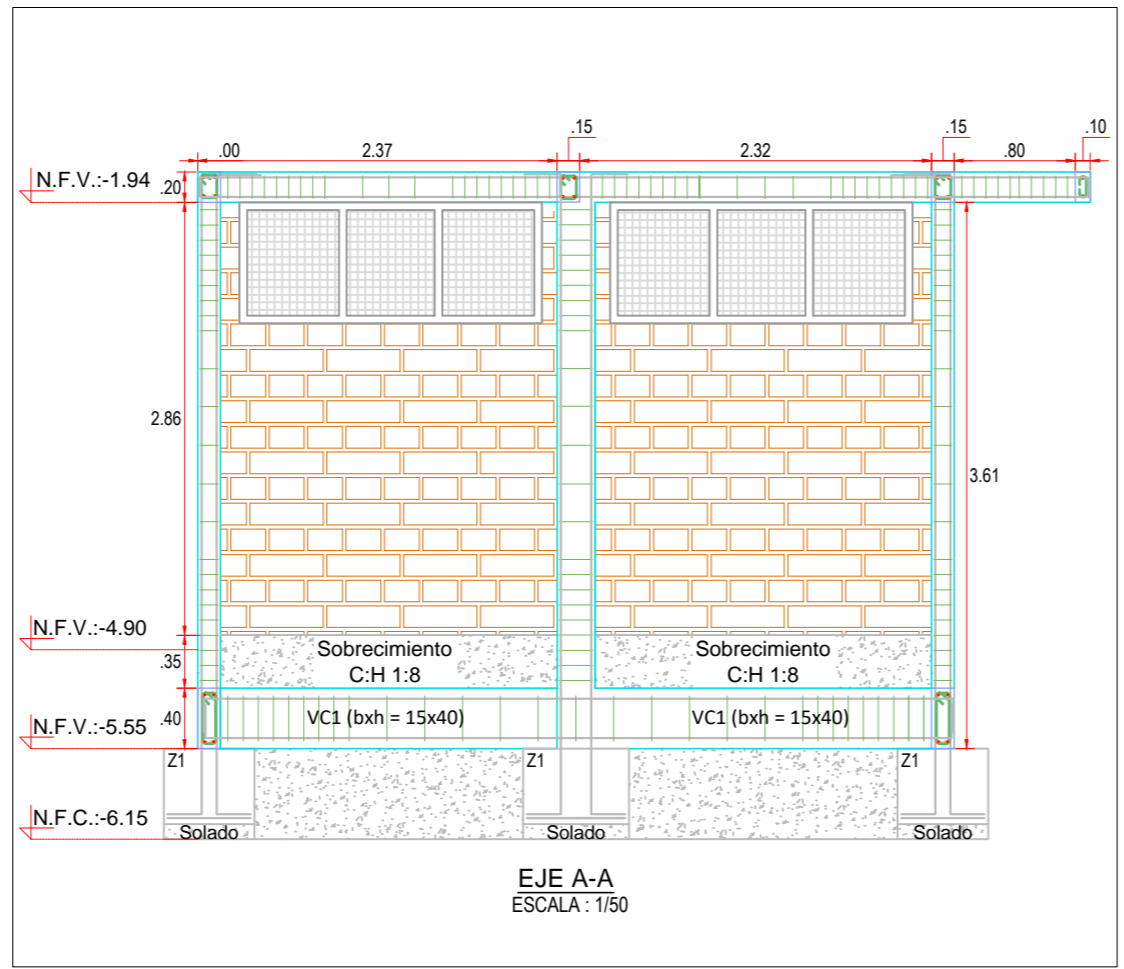 .15
.15
.10
.00
2.37
2.32
.80
N.F.V.:-1.94
.20
2.86
3.61
N.F.V.:-4.90
.35
Sobrecimiento
C:H 1:8
Sobrecimiento
C:H 1:8
N.F.V.:-5.55
.40
VC1 (bxh = 15x40)
VC1 (bxh = 15x40)
Z1
Z1
Z1
N.F.C.:-6.15
Solado
Solado
Solado
EJE A-A
ESCALA : 1/50